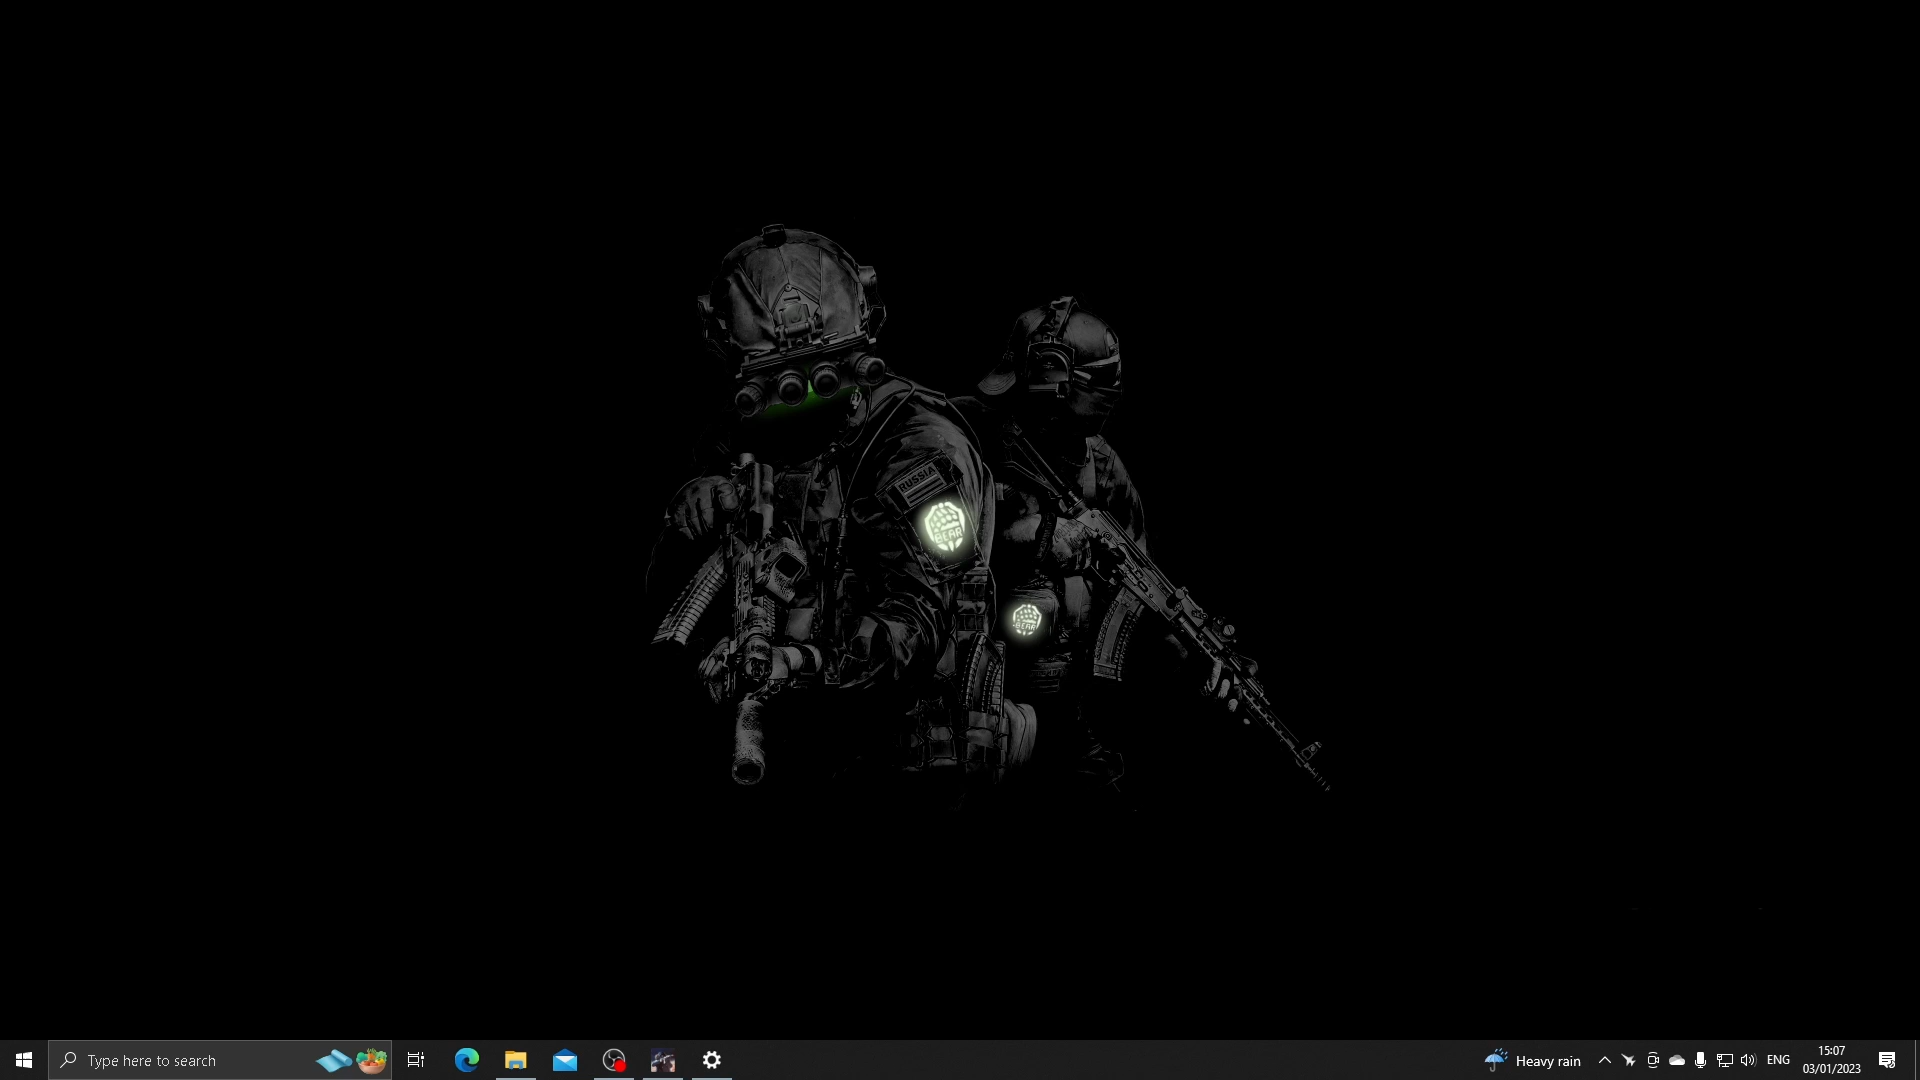 RUSSIA
BEAR
BEAR
Type here to search
Heavy rain
ENG
15:07
03/01/2023